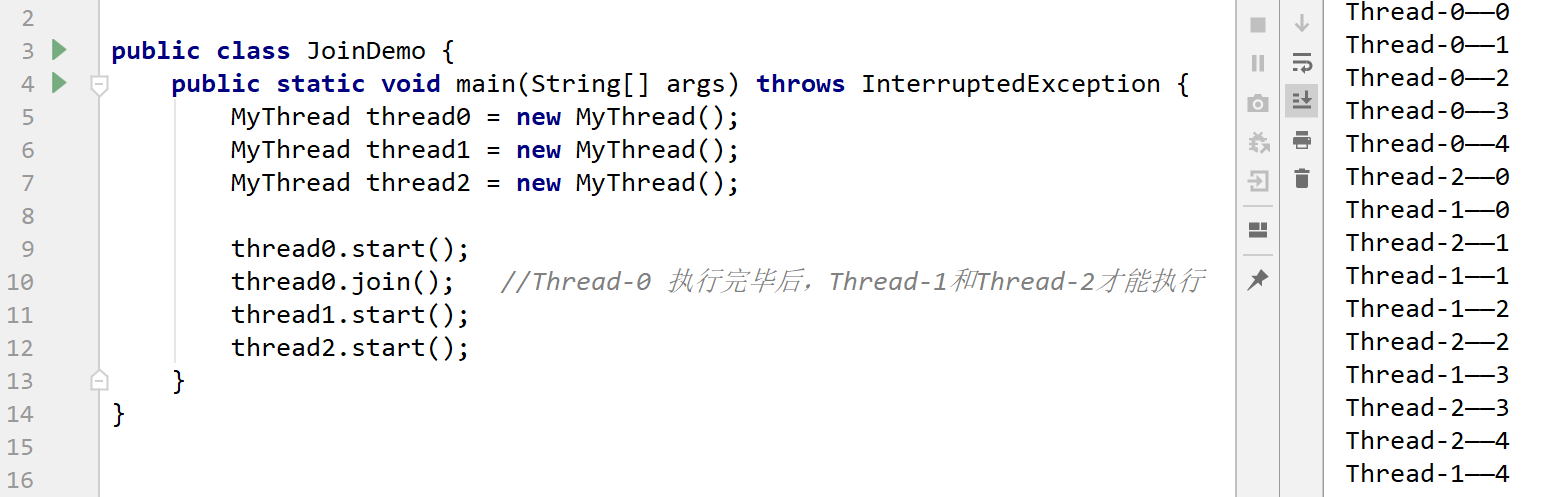 2
3 public class JoinDemo {
4 public static void main(String[] args) throws InterruptedException {
5 MyThread thread0 = new MyThread();
6 MyThread thread1 = new MyThread();
7 MyThread thread2 = new MyThread();
8
9 thread0.start();
10 thread0.join(); //Thread-0 执行完毕后，Thread-1和Thread-2才能执行
11 thread1.start();
12 thread2.start();
13 }
14 }
15
16
Thread-0——0
Thread-0——1
Thread-0——2
Thread-0——3
Thread-0——4
Thread-2——0
Thread-1——0
Thread-2——1
Thread-1——1
Thread-1——2
Thread-2——2
Thread-1——3
Thread-2——3
Thread-2——4
Thread-1——4